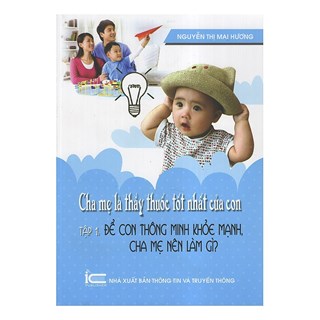 NGUYỄN THỊ MAI HƯƠNG
Cha mẹ là thầy thuốc tốt nhất của con
TẬP 1: ĐỂ CON THÔNG MINH KHỎE MẠNH,
CHA MẸ NÊN LÀM GÌ?
NHÀ XUẤT BẢN THÔNG TIN VÀ TRUYỀN THÔNG